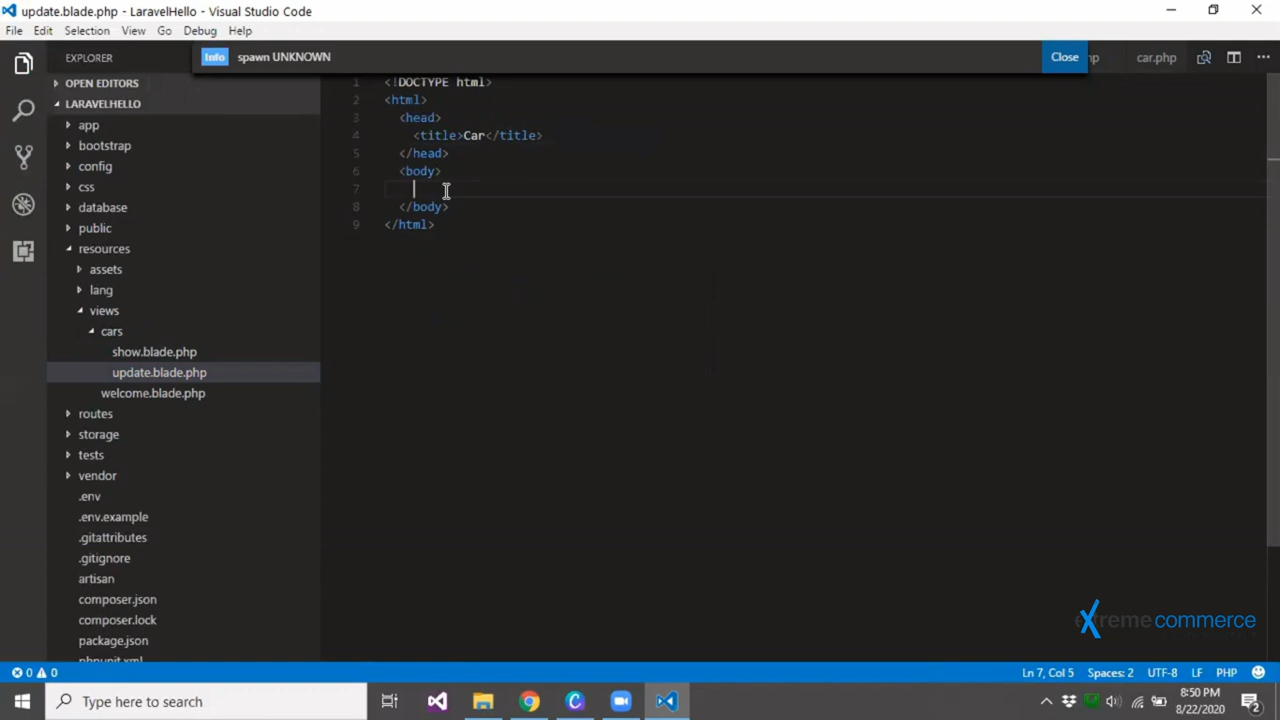 update.blade.php - LaravelHello - Visual Studio Code
File Edit Selection View Go Debug Help
EXPLORER
Info spawn UNKNOWN
Close
car.php
OPEN EDITORS
LARAVELHELLO
app
bootstrap
config
css
database
public
resources
assets
lang
views
cars
show.blade.php
update.blade.php
welcome.blade.php
routes
storage
tests
vendor
.env
.env.example
.gitattributes
.gitignore
artisan
composer.json
composer.lock
package.json
phpunit.xml
1 <!DOCTYPE html>
2 <html>
3 <head>
4 <title>Car</title>
5 </head>
6 <body>
7
8 </body>
9 </html>
extreme commerce
0 0
Ln 7, Col 5 Spaces: 2 UTF-8 LF PHP
Type here to search
8:50 PM
8/22/2020
2